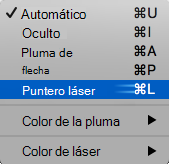 ✓ Automático ⌘U
Oculto ⌘I
Pluma de ⌘A
flecha ⌘P
Puntero láser ⌘L
Color de la pluma ▶
Color de láser ▶